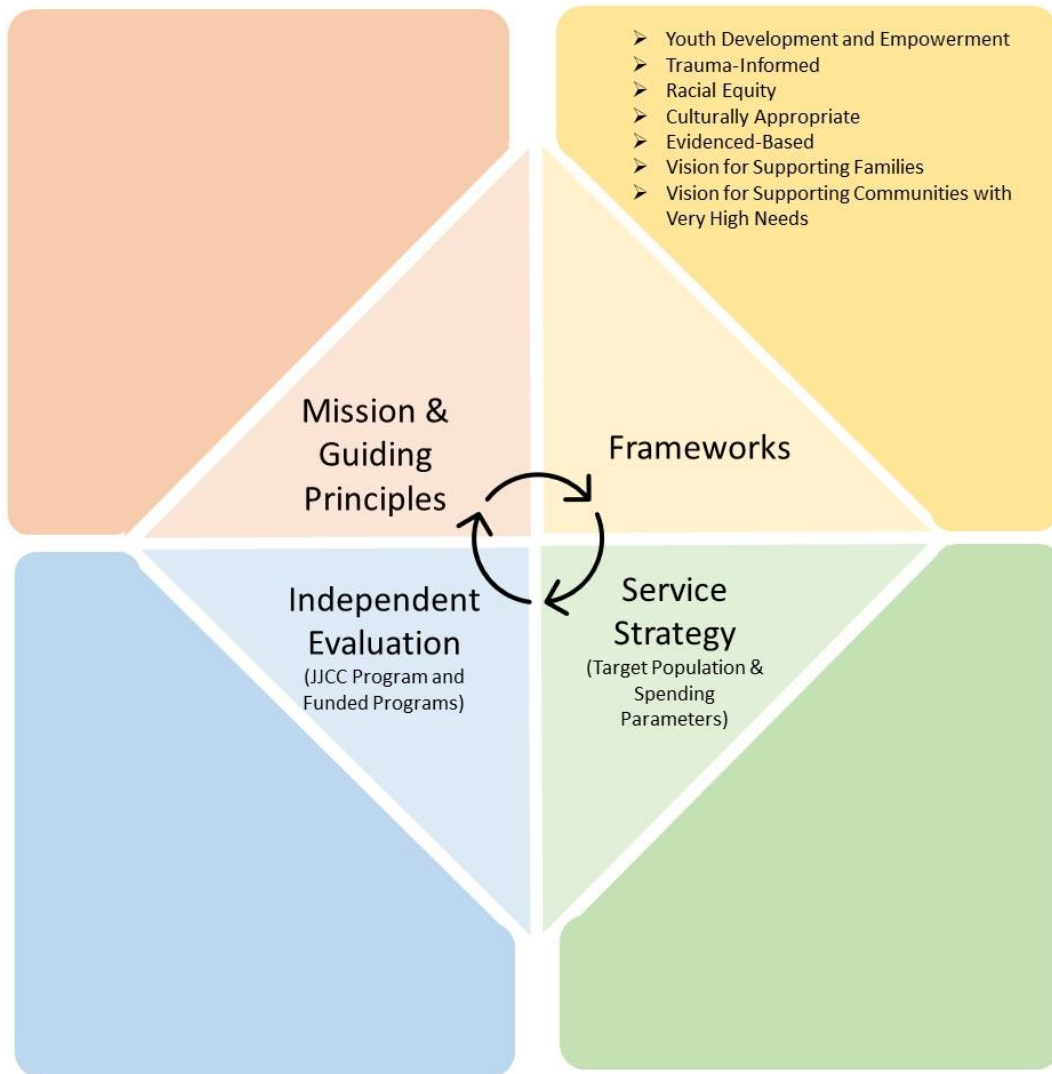 ➢ Youth Development and Empowerment
➢ Trauma-Informed
➢ Racial Equity
➢ Culturally Appropriate
➢ Evidenced-Based
➢ Vision for Supporting Families
➢ Vision for Supporting Communities with
Very High Needs
Mission &
Guiding
Principles
Frameworks
Independent
Evaluation
(JJCC Program and
Funded Programs)
Service
Strategy
(Target Population &
Spending
Parameters)